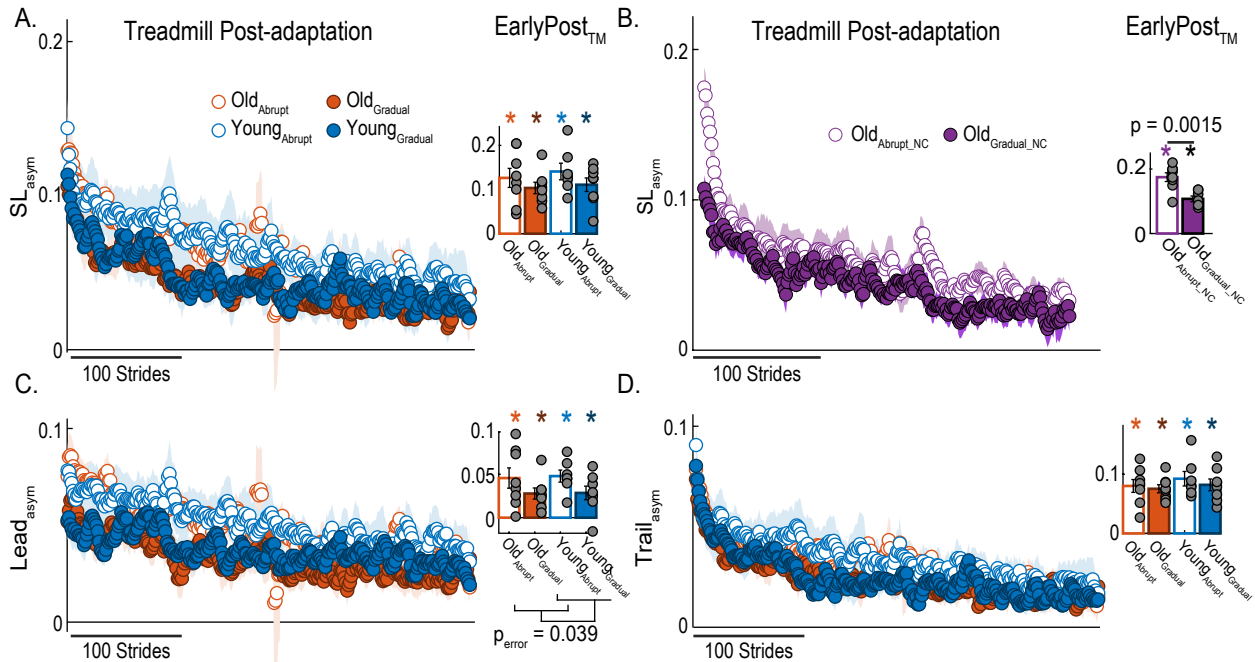 A.
Treadmill Post-adaptation
EarlyPost_TM
0.2
0.1
0
SL_asym
Old_Abrupt
Old_Gradual
Young_Abrupt
Young_Gradual
100 Strides
* * * *
0.2
0.1
0
Old_Abrupt
Old_Gradual
Young_Abrupt
Young_Gradual
B.
Treadmill Post-adaptation
EarlyPost_TM
0.2
0.1
0
SL_asym
Old_Abrupt_NC
Old_Gradual_NC
100 Strides
p = 0.0015
* *
0.2
0
Old_Abrupt_NC
Old_Gradual_NC
C.
0.1
0
Lead_asym
100 Strides
* * * *
0.1
0.05
0
Old_Abrupt
Old_Gradual
Young_Abrupt
Young_Gradual
p_error = 0.039
D.
0.1
0
Trail_asym
100 Strides
* * * *
0.1
0
Old_Abrupt
Old_Gradual
Young_Abrupt
Young_Gradual